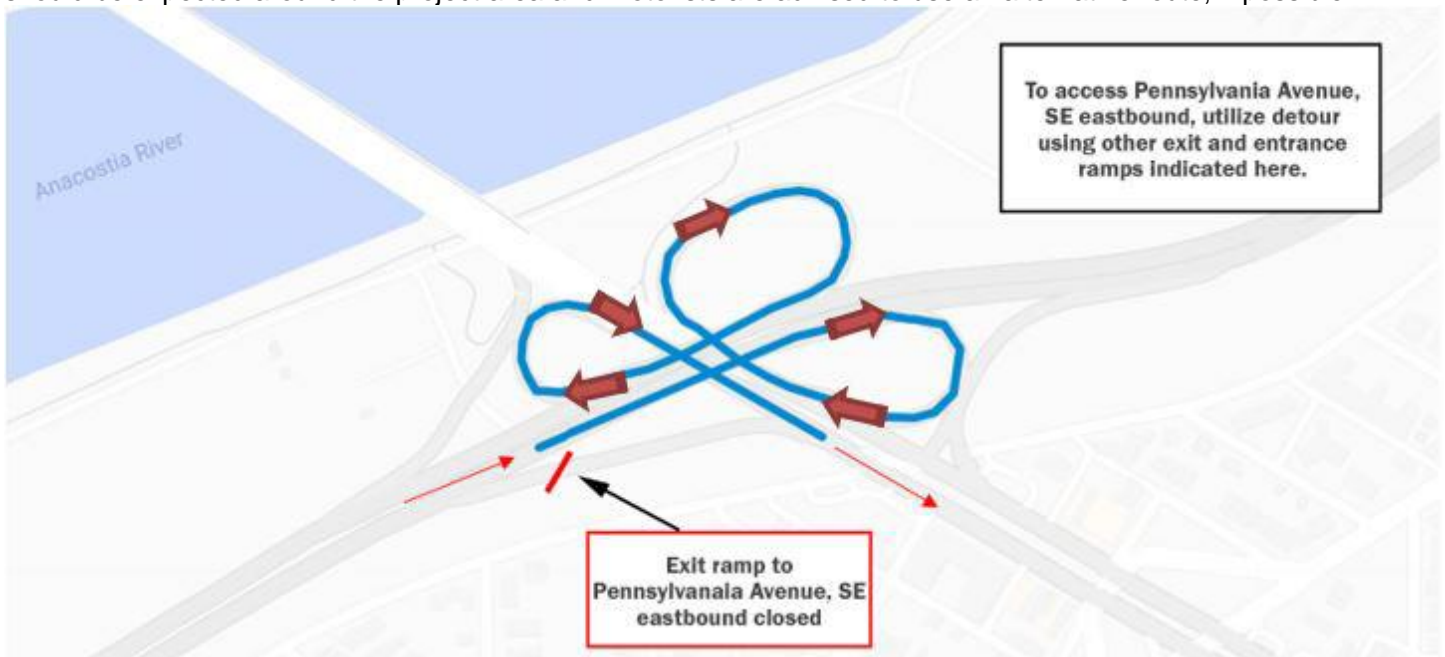 To access Pennsylvania Avenue,
SE eastbound, utilize detour
using other exit and entrance
ramps indicated here.
Anacostia River
Exit ramp to
Pennsylvanaia Avenue, SE
eastbound closed